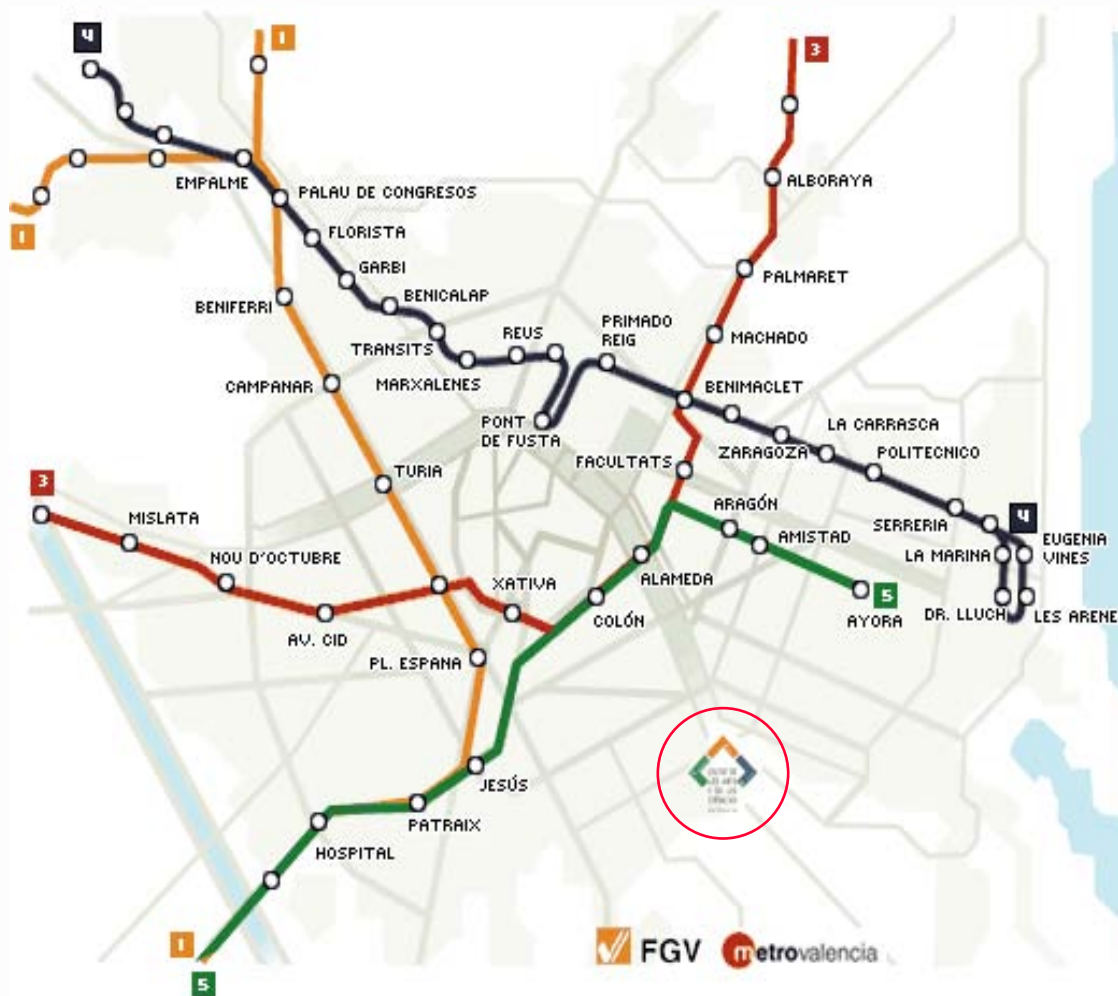 4
1
3
EMPALME
PALAU DE CONGRESOS
ALBORAYA
1
FLORISTA
GARBI
PALMARET
BENIFERRI
BENICALAP
TRANSITS
REUS
PRIMADO
REIG
MACHADO
MARXALENES
CAMPANAR
BENIMACLET
PONT
DE FUSTA
LA CARRASCA
ZARAGOZA
POLITECNICO
TURIA
FACULTATS
3
ARAGÓN
MISLATA
SERRERIA
4
AMISTAD
NOU D'OCTUBRE
LA MARINA
EUGENIA
VINES
XATIVA
ALAMEDA
5
AV. CID
COLÓN
AYORA
DR. LLUCH
LES ARENE
PL. ESPANA
JESÚS
PATRAIX
HOSPITAL
1
5
FGV
metrovalencia